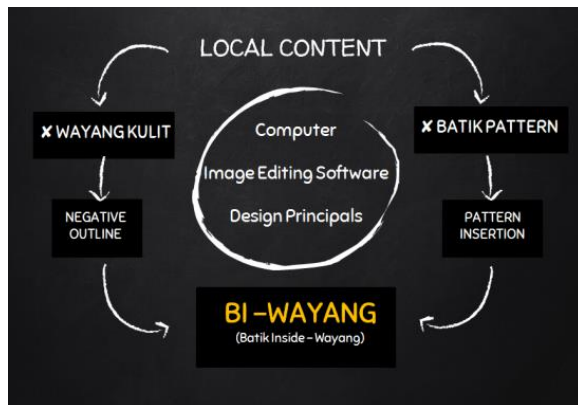 LOCAL CONTENT
✘ WAYANG KULIT
✘ BATIK PATTERN
Computer
Image Editing Software
Design Principals
NEGATIVE
OUTLINE
PATTERN
INSERTION
BI –WAYANG
(Batik Inside – Wayang)